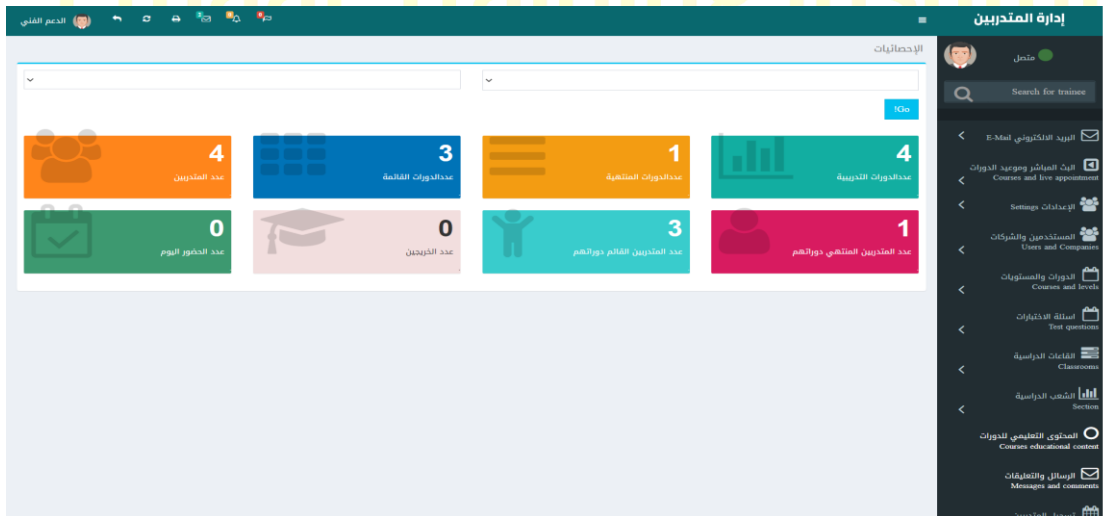 إدارة المتدربين
الدعم الفني
متصل
Search for trainee
البريد الالكتروني E-Mail
البث المباشر وموعيد الدورات
Courses and live appointment
الإعدادات Settings
المستخدمين والشركات
Users and Companies
الدورات والمستويات
Courses and levels
اسئلة الاختبارات
Test questions
القاعات الدراسية
Classrooms
الشعب الدراسية
Section
المحتوى التعليمي للدورات
Courses educational content
الرسائل والتعليقات
Messages and comments
تسجيل المتدربين
الإحصائيات
Go!
4
عددالدورات التدريبية
1
عددالدورات المنتهية
3
عددالدورات القائمة
4
عدد المتدربين
1
عدد المتدربين المنتهي دوراتهم
3
عدد المتدربين القائم دوراتهم
0
عدد الخريجين
0
عدد الحضور اليوم